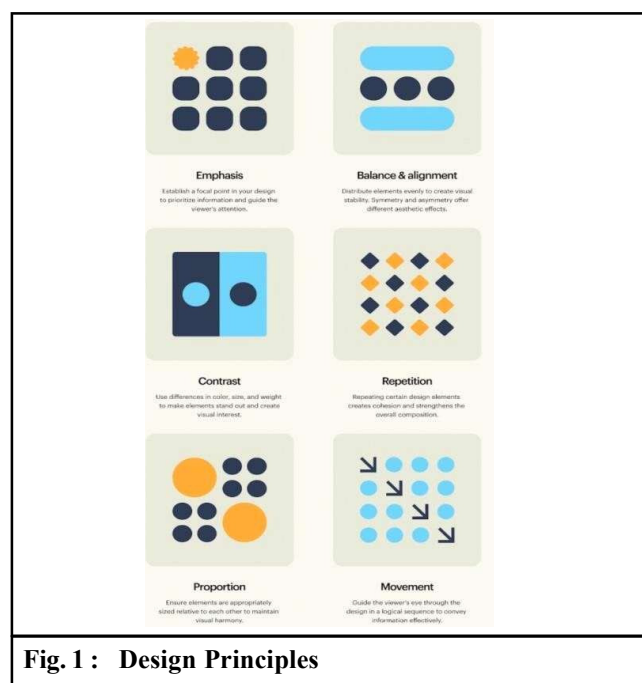 Emphasis
Establish a focal point in your design
to prioritize information and guide the
viewer's attention.
Balance & alignment
Distribute elements evenly to create visual
stability. Symmetry and asymmetry offer
different aesthetic effects.
Contrast
Use differences in color, size, and weight
to make elements stand out and create
visual interest.
Repetition
Repeating certain design elements
creates cohesion and strengthens the
overall composition.
Proportion
Ensure elements are appropriately
sized relative to each other to maintain
visual harmony.
Movement
Guide the viewer's eye through the
design in a logical sequence to convey
information effectively.
Fig. 1 : Design Principles